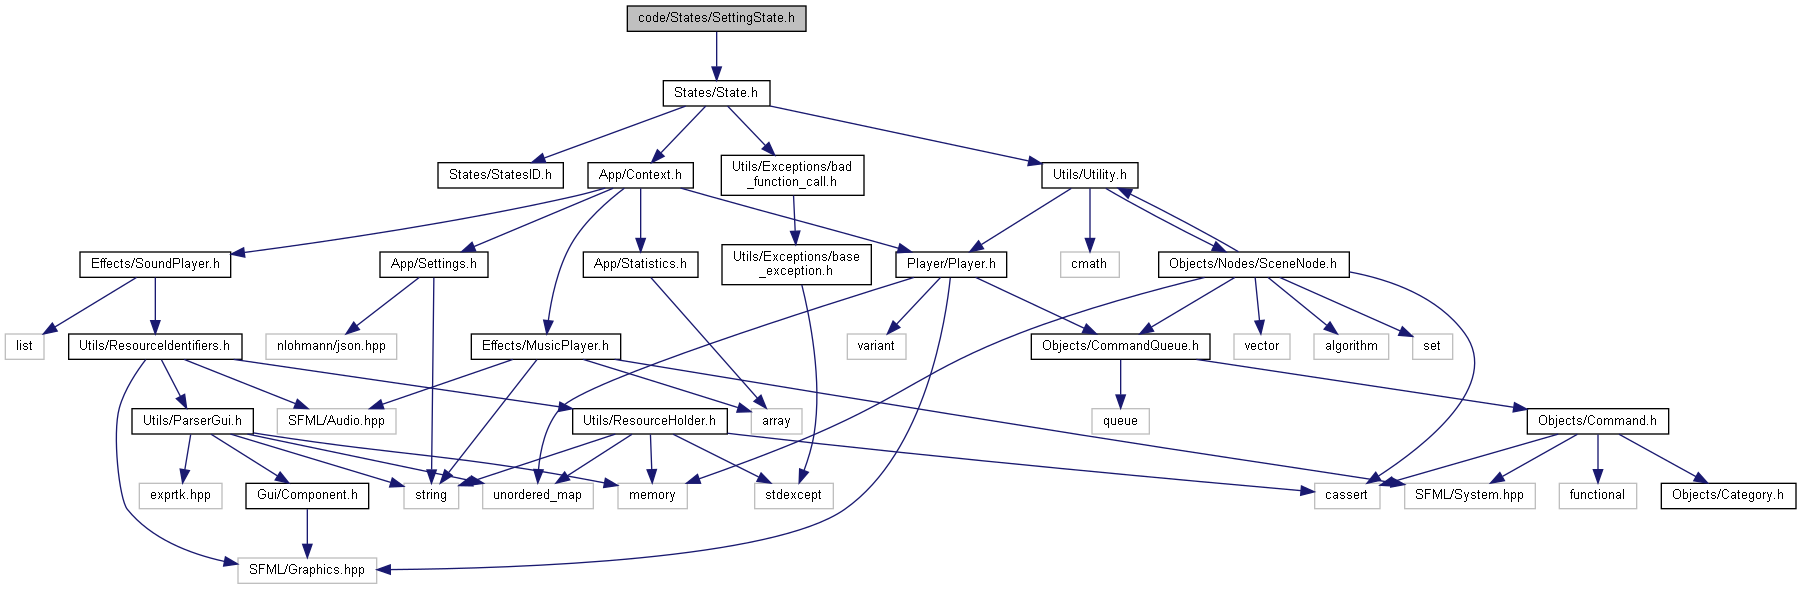 code/States/SettingState.h
States/State.h
States/StatesID.h
App/Context.h
Utils/Exceptions/bad
_function_call.h
Utils/Utility.h
Effects/SoundPlayer.h
App/Settings.h
App/Statistics.h
Utils/Exceptions/base
_exception.h
Player/Player.h
cmath
Objects/Nodes/SceneNode.h
list
Utils/ResourceIdentifiers.h
nlohmann/json.hpp
Effects/MusicPlayer.h
variant
Objects/CommandQueue.h
vector
algorithm
set
Utils/ParserGui.h
SFML/Audio.hpp
Utils/ResourceHolder.h
array
queue
Objects/Command.h
exprtk.hpp
Gui/Component.h
string
unordered_map
memory
stdexcept
cassert
SFML/System.hpp
functional
Objects/Category.h
SFML/Graphics.hpp